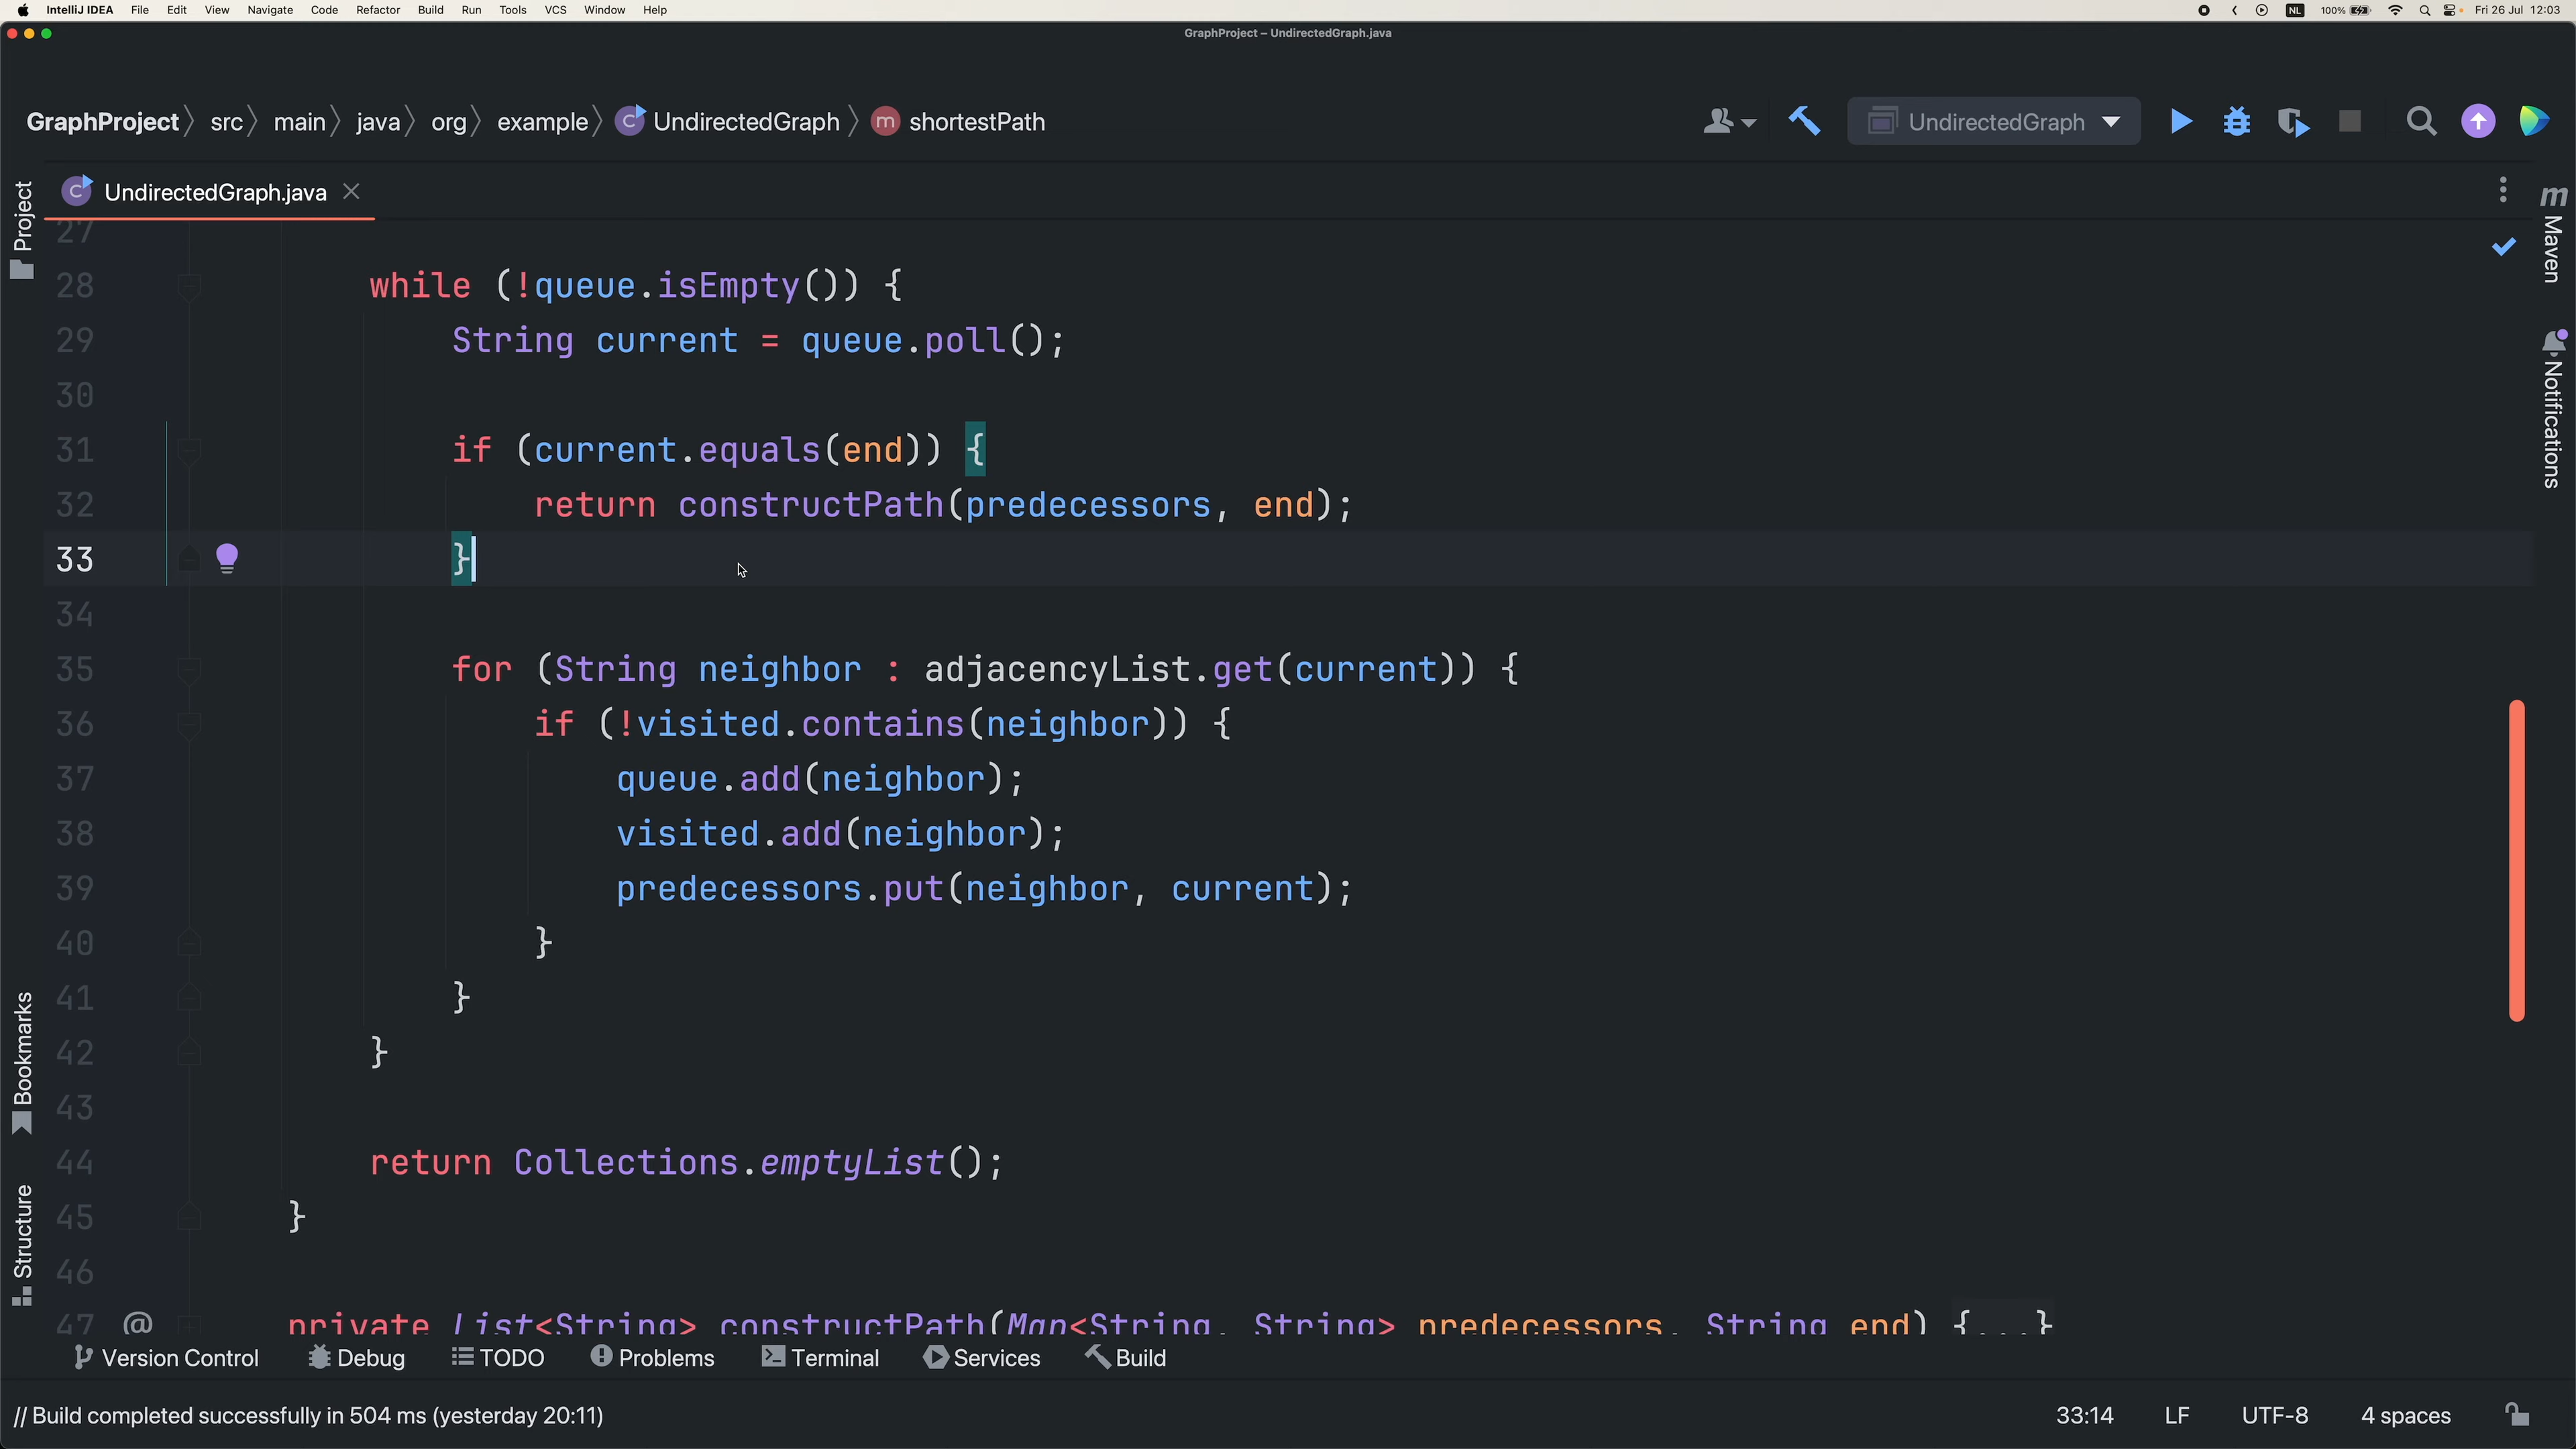 IntelliJ IDEA File Edit View Navigate Code Refactor Build Run Tools VCS Window Help NL 100% Fri 26 Jul 12:03
GraphProject – UndirectedGraph.java
GraphProject src main java org example C UndirectedGraph m shortestPath UndirectedGraph
Project
C UndirectedGraph.java
m Maven
Notifications
27
28 while (!queue.isEmpty()) {
29 String current = queue.poll();
30
31 if (current.equals(end)) {
32 return constructPath(predecessors, end);
33 }
34
35 for (String neighbor : adjacencyList.get(current)) {
36 if (!visited.contains(neighbor)) {
37 queue.add(neighbor);
38 visited.add(neighbor);
39 predecessors.put(neighbor, current);
40 }
41 }
42 }
43
44 return Collections.emptyList();
45 }
46
47 @ private List<String> constructPath(Map<String, String> predecessors, String end) {...}
Bookmarks
Structure
Version Control Debug TODO Problems Terminal Services Build
// Build completed successfully in 504 ms (yesterday 20:11) 33:14 LF UTF-8 4 spaces